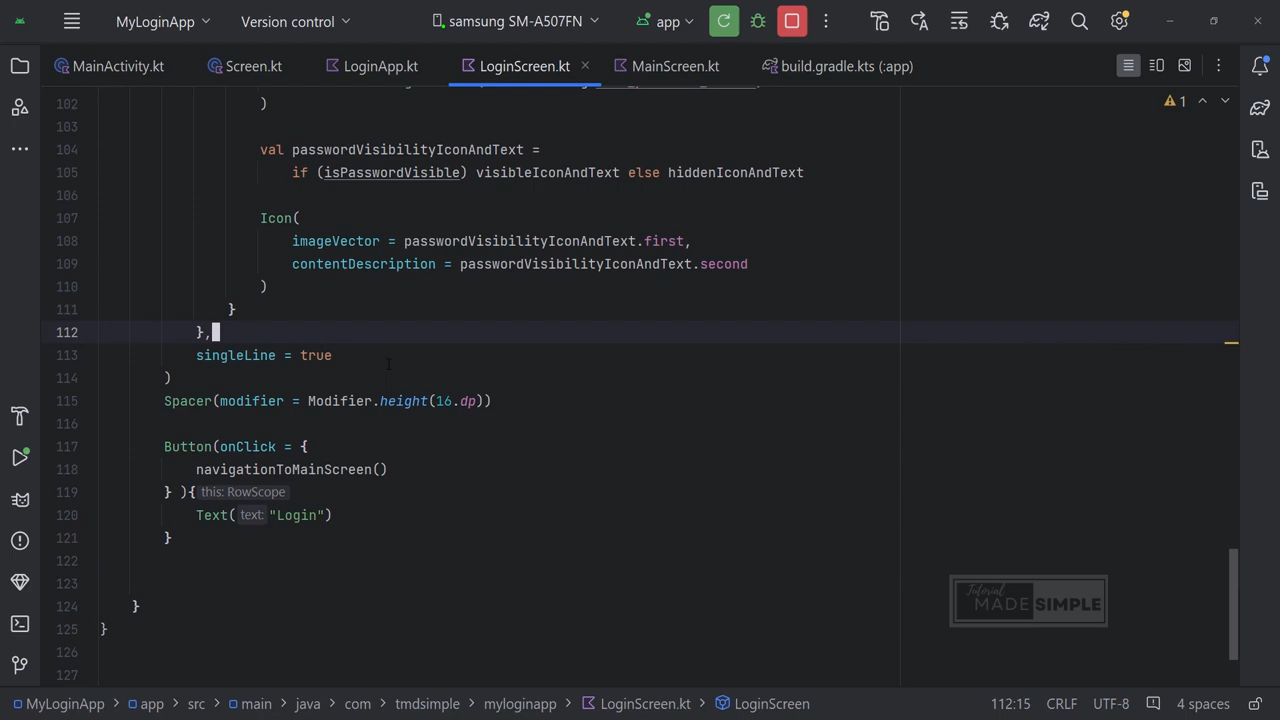 MyLoginApp Version control samsung SM-A507FN app
MainActivity.kt Screen.kt LoginApp.kt LoginScreen.kt MainScreen.kt build.gradle.kts (:app)
1
102 )
103
104 val passwordVisibilityIconAndText =
105 if (isPasswordVisible) visibleIconAndText else hiddenIconAndText
106
107 Icon(
108 imageVector = passwordVisibilityIconAndText.first,
109 contentDescription = passwordVisibilityIconAndText.second
110 )
111 }
112 },
113 singleLine = true
114 )
115 Spacer(modifier = Modifier.height(16.dp))
116
117 Button(onClick = {
118 navigationToMainScreen()
119 } ){ this: RowScope
120 Text( text: "Login")
121 }
122
123
124 }
125 }
126
127
Tutorial
MADE SIMPLE
MyLoginApp app src main java com tmdsimple myloginapp LoginScreen.kt LoginScreen 112:15 CRLF UTF-8 4 spaces